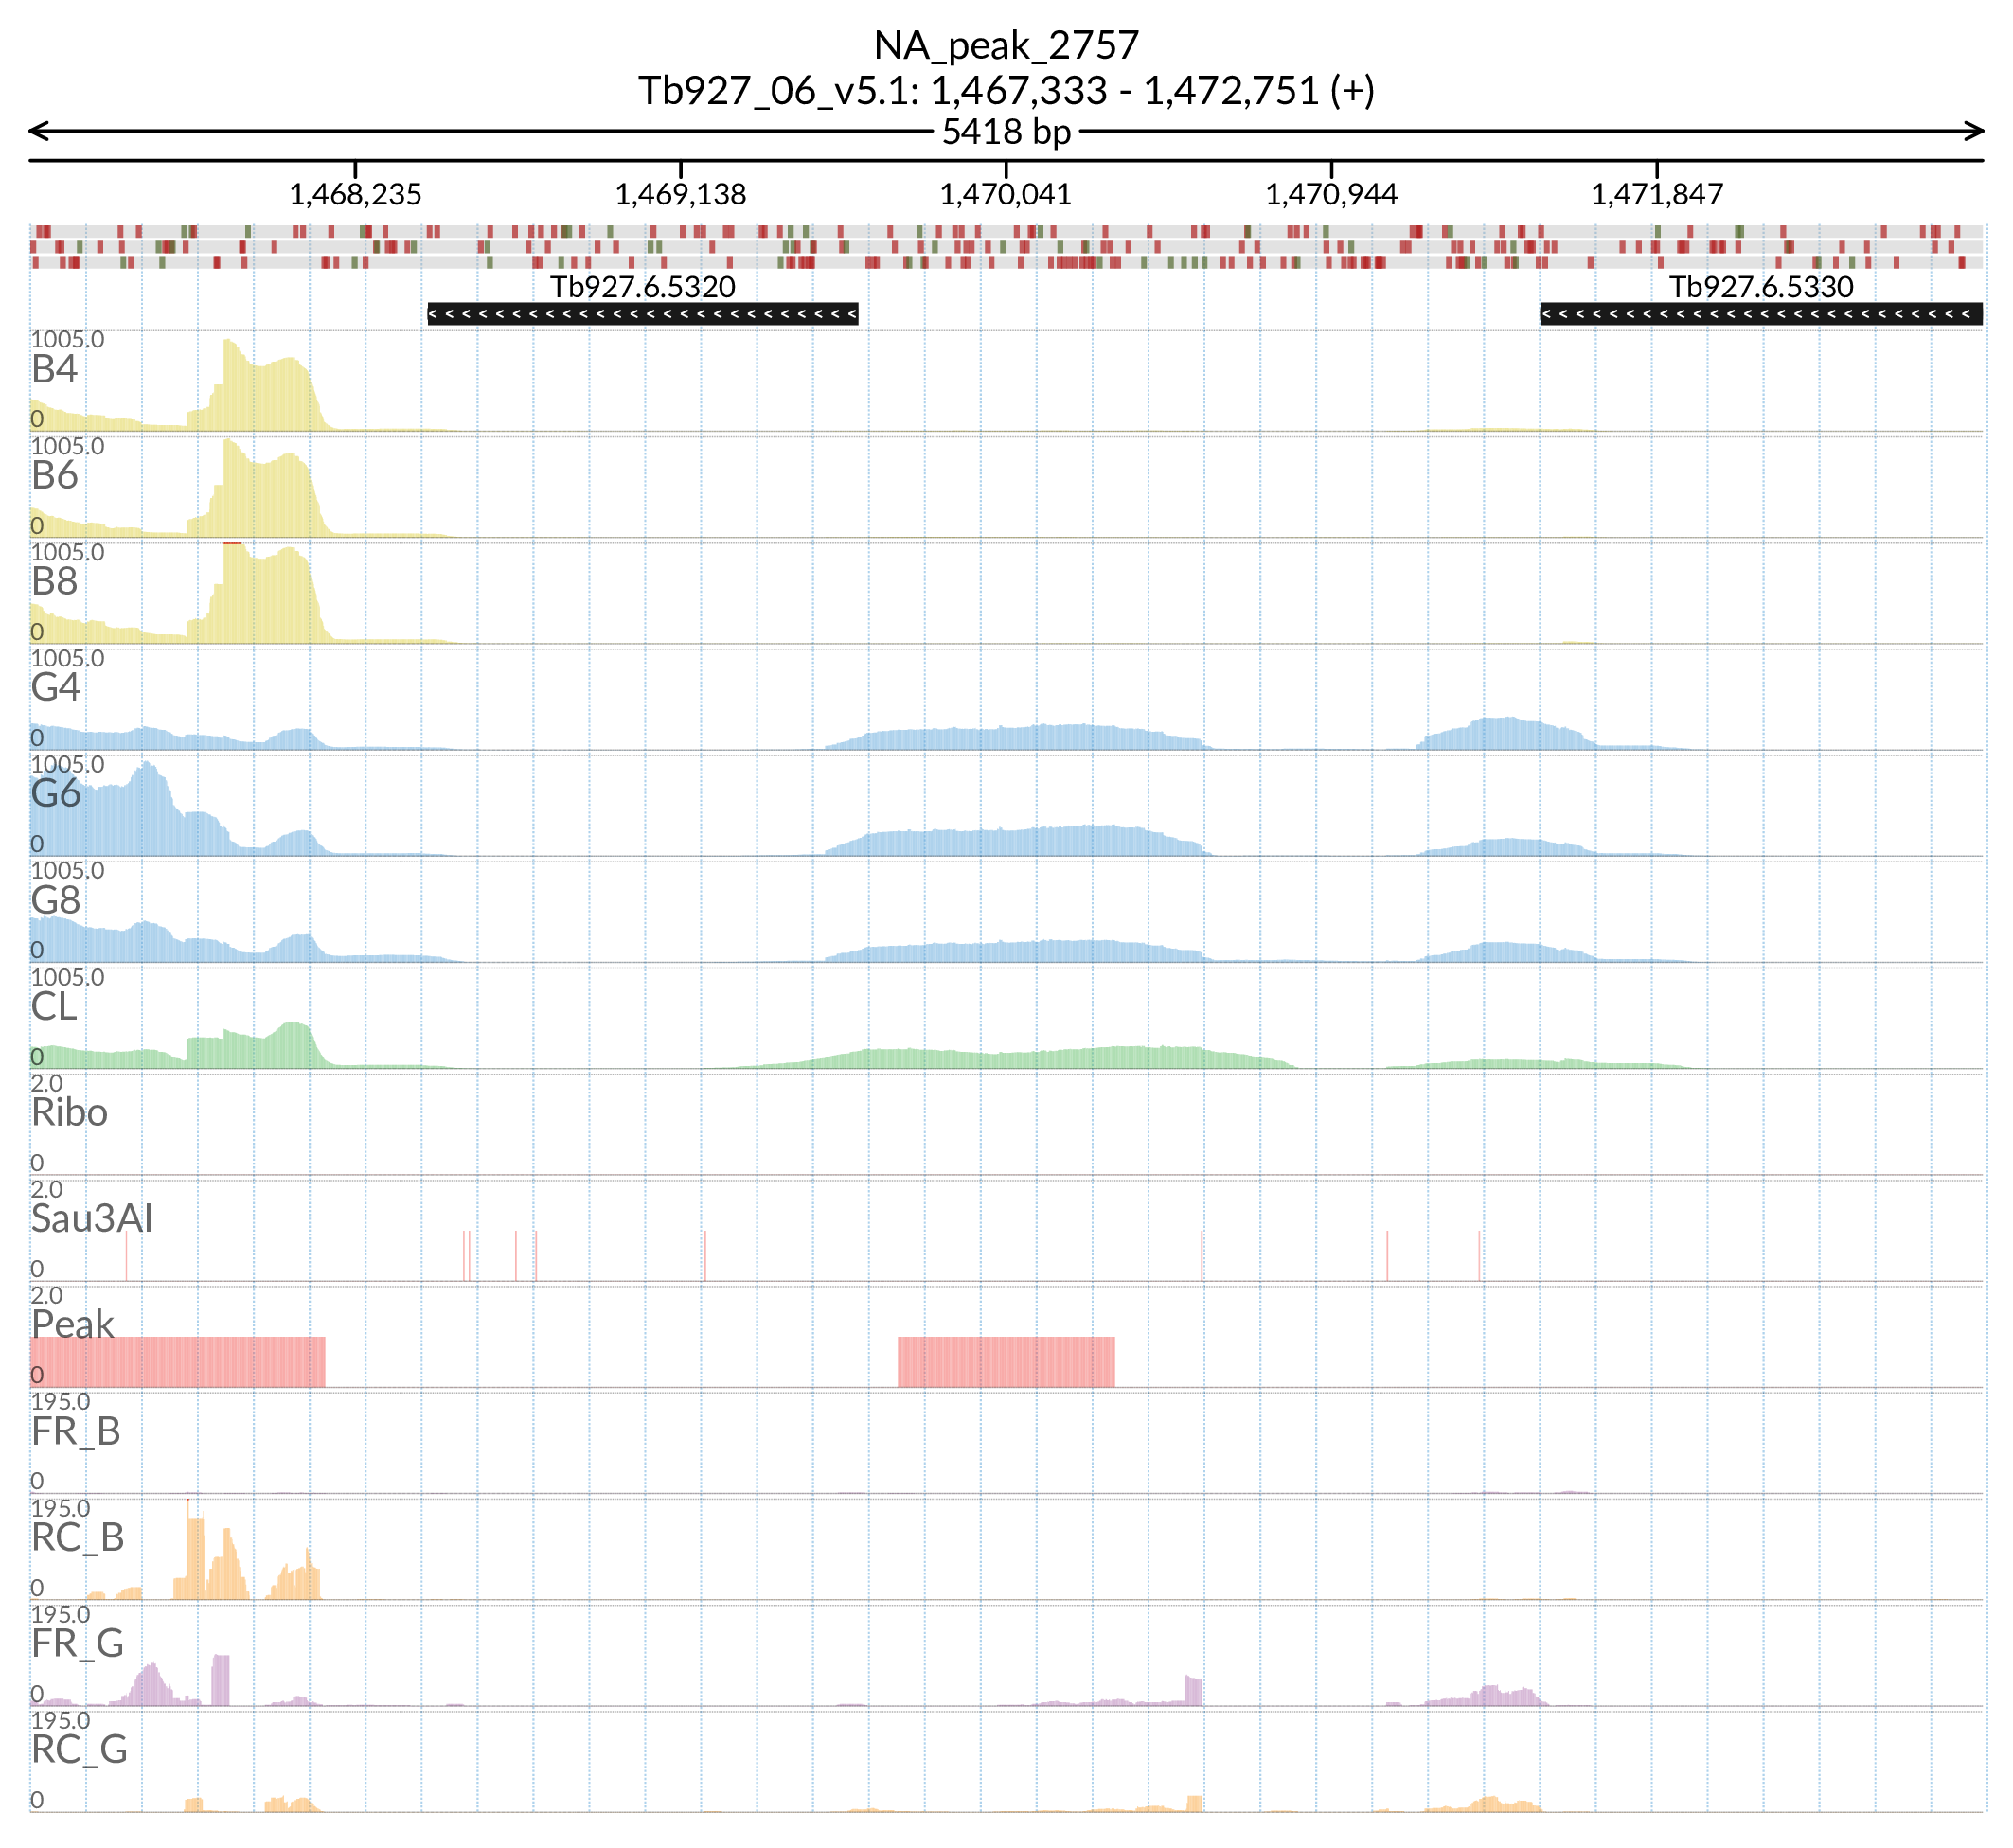 NA_peak_2757
Tb927_06_v5.1: 1,467,333 - 1,472,751 (+)
5418 bp
1,468,235 1,469,138 1,470,041 1,470,944 1,471,847
Tb927.6.5320 Tb927.6.5330
1005.0
B4
0
1005.0
B6
0
1005.0
B8
0
1005.0
G4
0
1005.0
G6
0
1005.0
G8
0
1005.0
CL
0
2.0
Ribo
0
2.0
Sau3AI
0
2.0
Peak
0
195.0
FR_B
0
195.0
RC_B
0
195.0
FR_G
0
195.0
RC_G
0